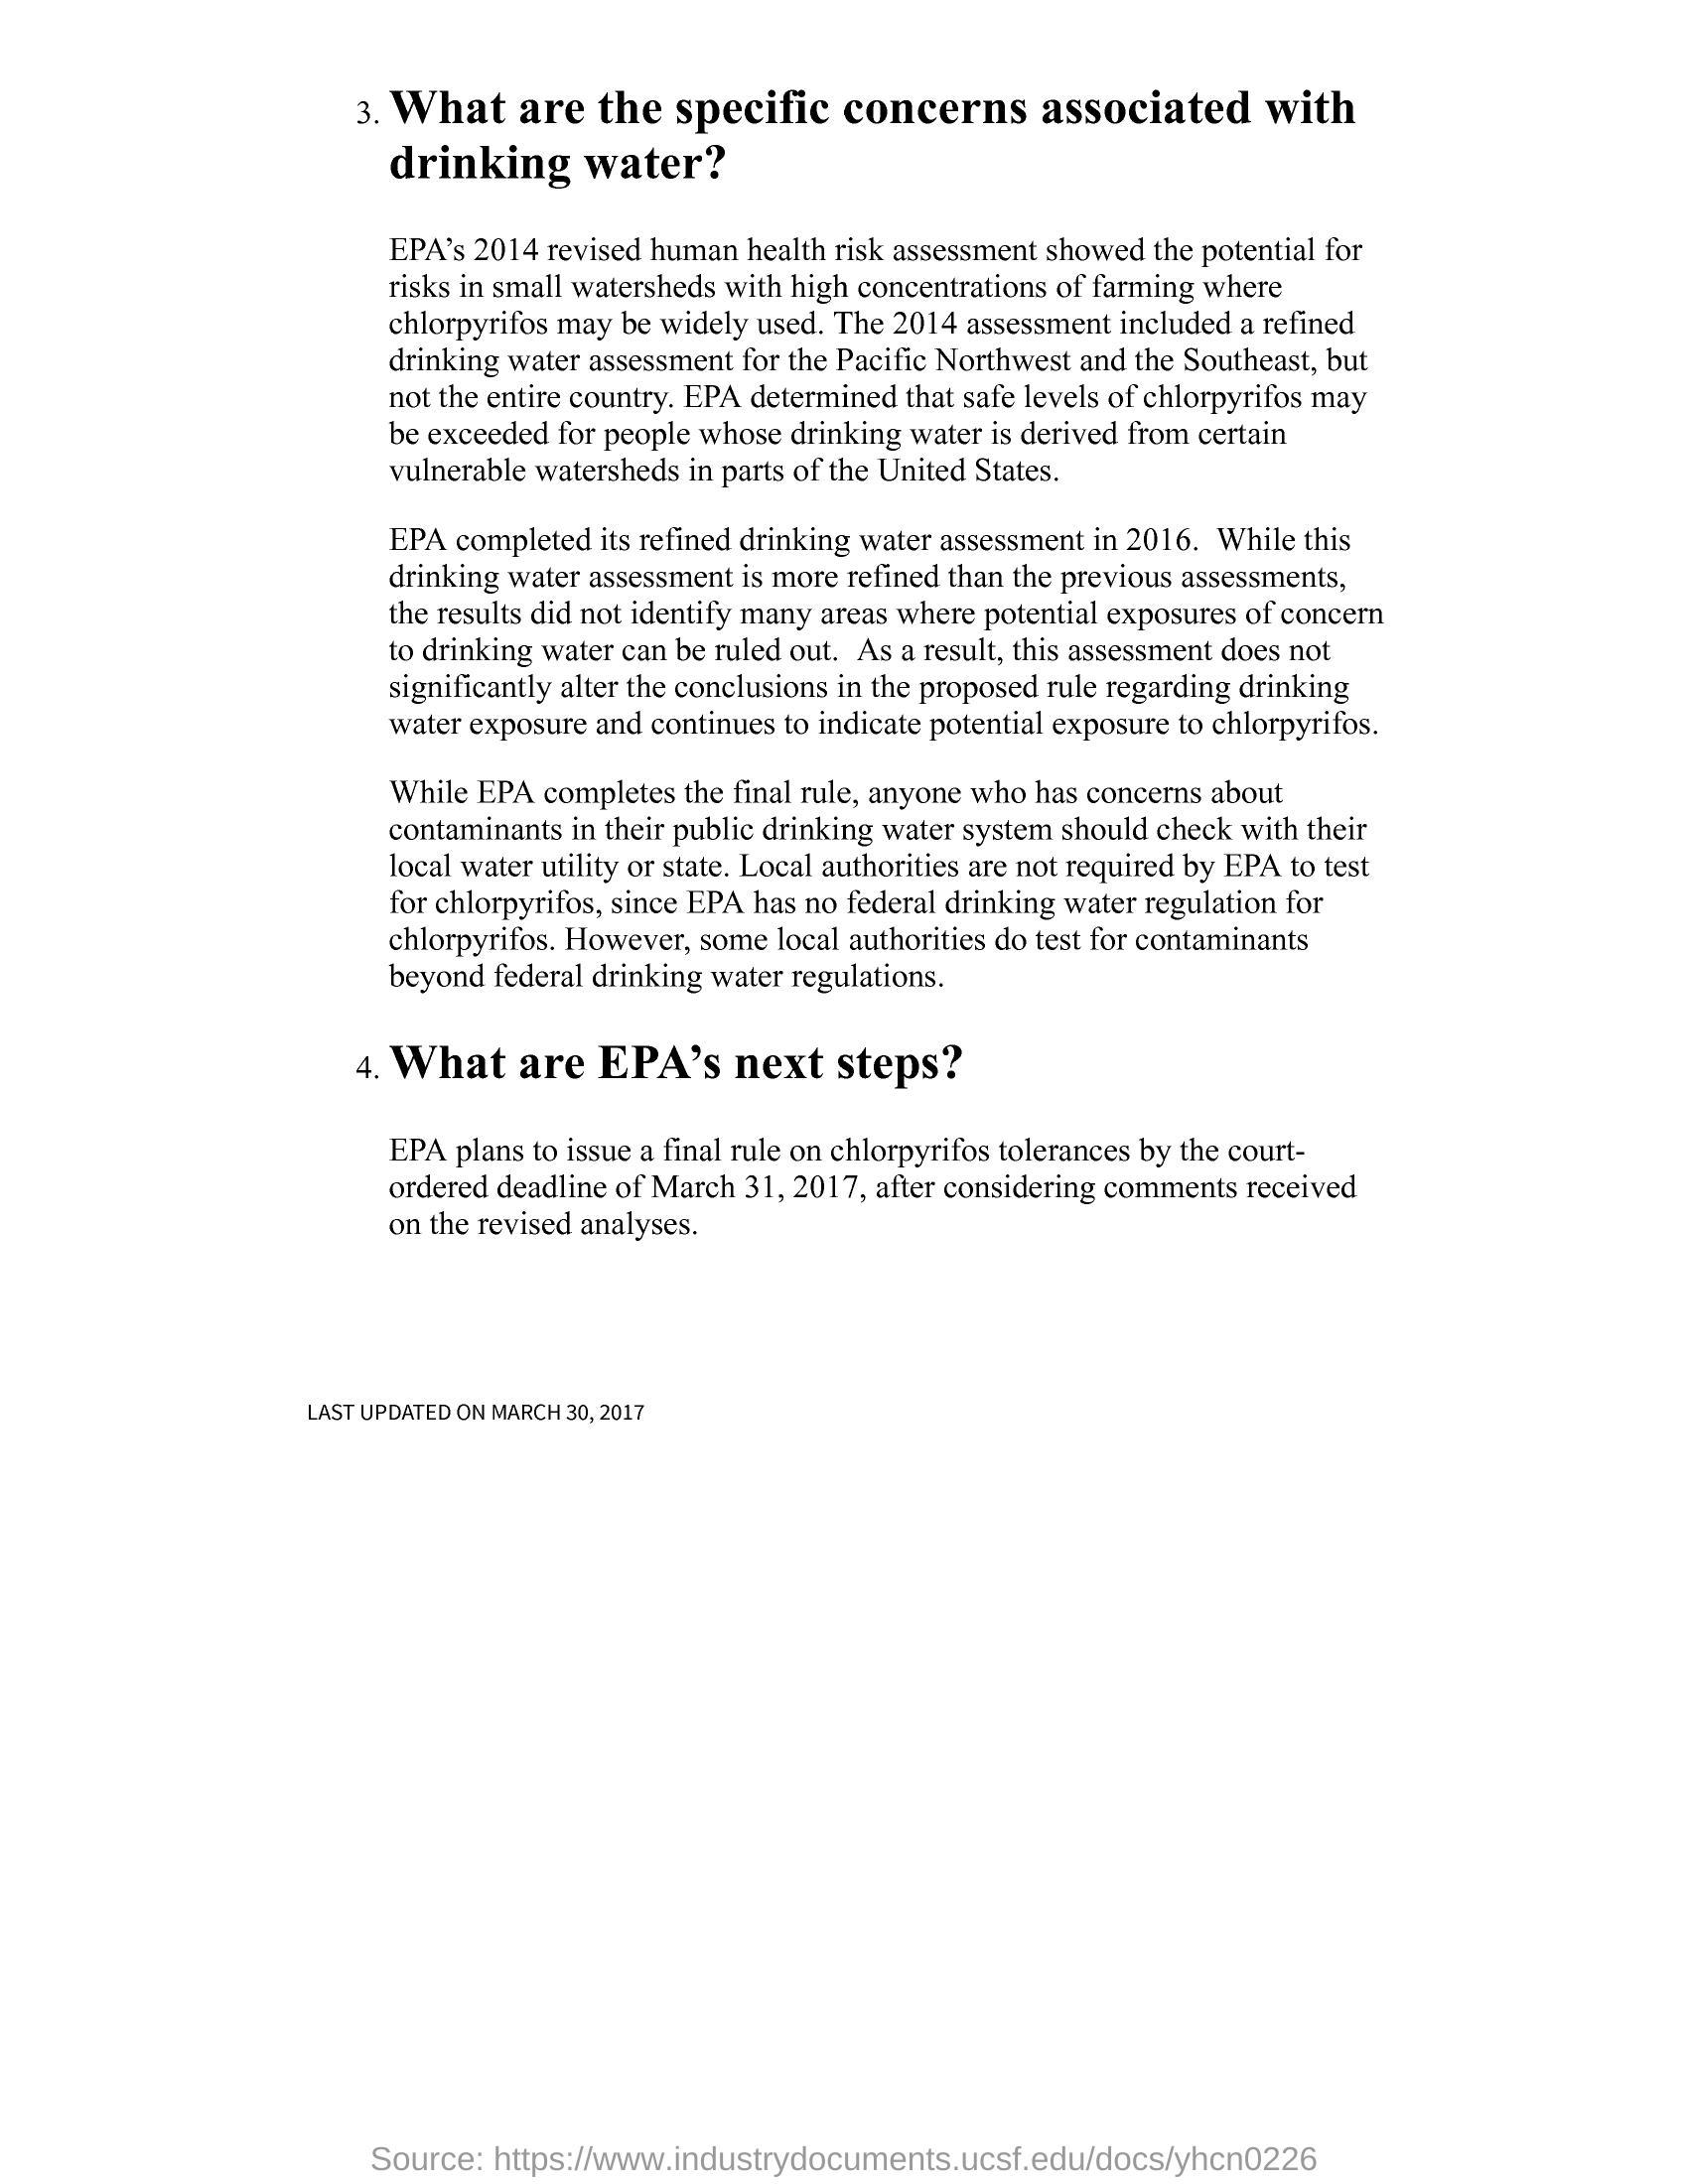 3. What are the specific concerns associated with
drinking water?
EPA’s 2014 revised human health risk assessment showed the potential for
risks in small watersheds with high concentrations of farming where
chlorpyrifos may be widely used. The 2014 assessment included a refined
drinking water assessment for the Pacific Northwest and the Southeast, but
not the entire country. EPA determined that safe levels of chlorpyrifos may
be exceeded for people whose drinking water is derived from certain
vulnerable watersheds in parts of the United States.
EPA completed its refined drinking water assessment in 2016.  While this
drinking water assessment is more refined than the previous assessments,
the results did not identify many areas where potential exposures of concern
to drinking water can be ruled out.  As a result, this assessment does not
significantly alter the conclusions in the proposed rule regarding drinking
water exposure and continues to indicate potential exposure to chlorpyrifos.
While EPA completes the final rule, anyone who has concerns about
contaminants in their public drinking water system should check with their
local water utility or state. Local authorities are not required by EPA to test
for chlorpyrifos, since EPA has no federal drinking water regulation for
chlorpyrifos. However, some local authorities do test for contaminants
beyond federal drinking water regulations.
4. What are EPA’s next steps?
EPA plans to issue a final rule on chlorpyrifos tolerances by the court-
ordered deadline of March 31, 2017, after considering comments received
on the revised analyses.
LAST UPDATED ON MARCH 30, 2017
Source: https://www.industrydocuments.ucsf.edu/docs/yhcn0226